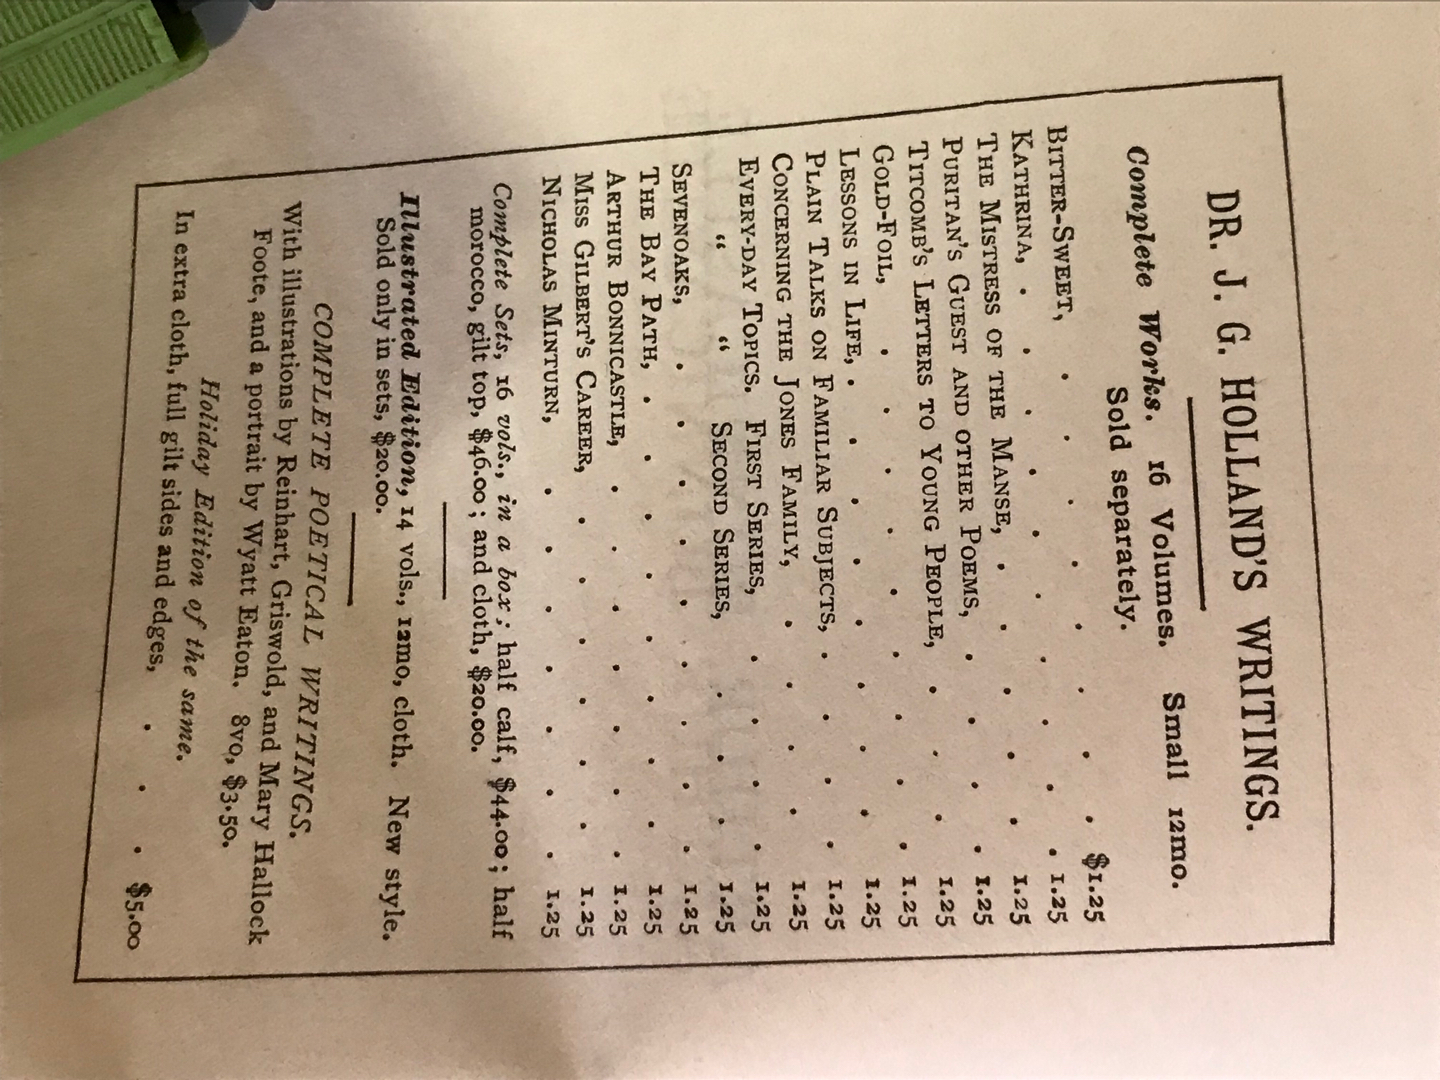 DR. J. G. HOLLAND'S WRITINGS.
Complete Works. 16 Volumes. Small 12mo.
Sold separately.
BITTER-SWEET, . . . . . . . . $1.25
KATHRINA, . . . . . . . . . 1.25
THE MISTRESS OF THE MANSE, . . . . . 1.25
PURITAN'S GUEST AND OTHER POEMS, . . . . 1.25
TITCOMB'S LETTERS TO YOUNG PEOPLE, . . . 1.25
GOLD-FOIL, . . . . . . . . . 1.25
LESSONS IN LIFE, . . . . . . . . 1.25
PLAIN TALKS ON FAMILIAR SUBJECTS, . . . . 1.25
CONCERNING THE JONES FAMILY, . . . . 1.25
EVERY-DAY TOPICS. FIRST SERIES, . . . . 1.25
“ “ SECOND SERIES, . . . 1.25
SEVENOAKS, . . . . . . . . . 1.25
THE BAY PATH, . . . . . . . . 1.25
ARTHUR BONNICASTLE, . . . . . . . 1.25
MISS GILBERT'S CAREER, . . . . . . 1.25
NICHOLAS MINTURN, . . . . . . . 1.25
Complete Sets, 16 vols., in a box; half calf, $44.00; half
morocco, gilt top, $46.00; and cloth, $20.00.
Illustrated Edition, 14 vols., 12mo, cloth. New style.
Sold only in sets, $20.00.
COMPLETE POETICAL WRITINGS.
With illustrations by Reinhart, Griswold, and Mary Hallock
Foote, and a portrait by Wyatt Eaton. 8vo, $3.50.
Holiday Edition of the same.
In extra cloth, full gilt sides and edges, . . . $5.00